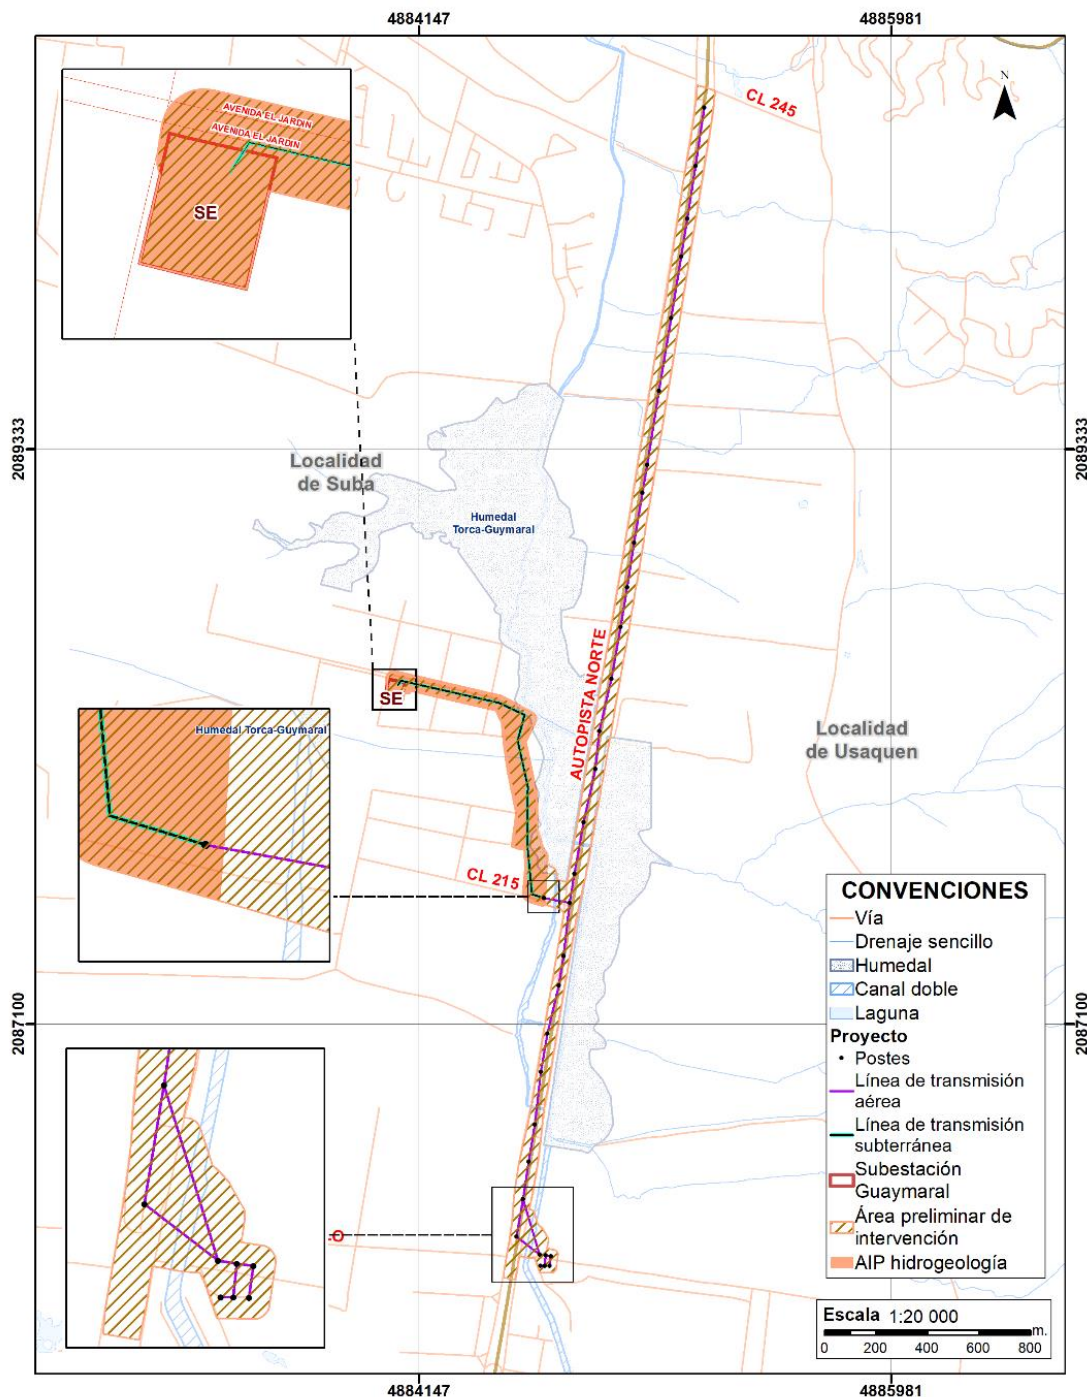 4884147
4885981
N
CL 245
AVENIDA EL JARDIN
AVENIDA EL JARDIN
SE
2089333
2089333
Localidad
de Suba
Humedal
Torca-Guymaral
AUTOPISTA NORTE
SE
Localidad
de Usaquen
Humedal Torca-Guymaral
CL 215
CONVENCIONES
Vía
Drenaje sencillo
Humedal
Canal doble
Laguna
Proyecto
Postes
Línea de transmisión
aérea
Línea de transmisión
subterránea
Subestación
Guaymaral
Área preliminar de
intervención
AIP hidrogeología
2087100
2087100
LO
Escala 1:20 000
m.
0 200 400 600 800
4884147
4885981